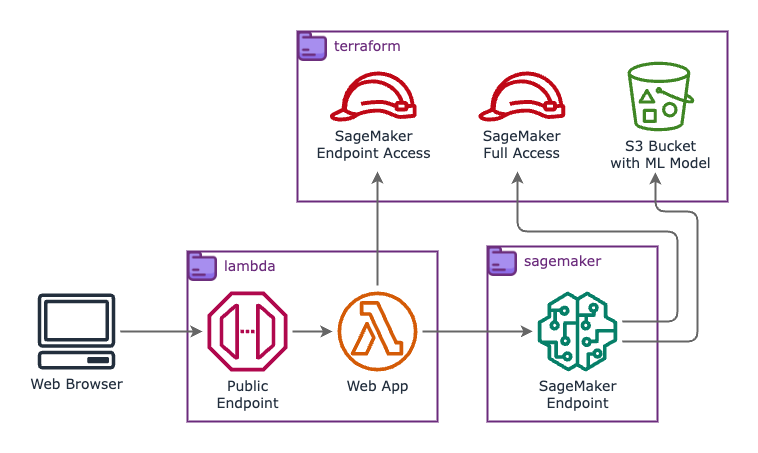 terraform
SageMaker
Endpoint Access
SageMaker
Full Access
S3 Bucket
with ML Model
lambda
sagemaker
Web Browser
Public
Endpoint
Web App
SageMaker
Endpoint